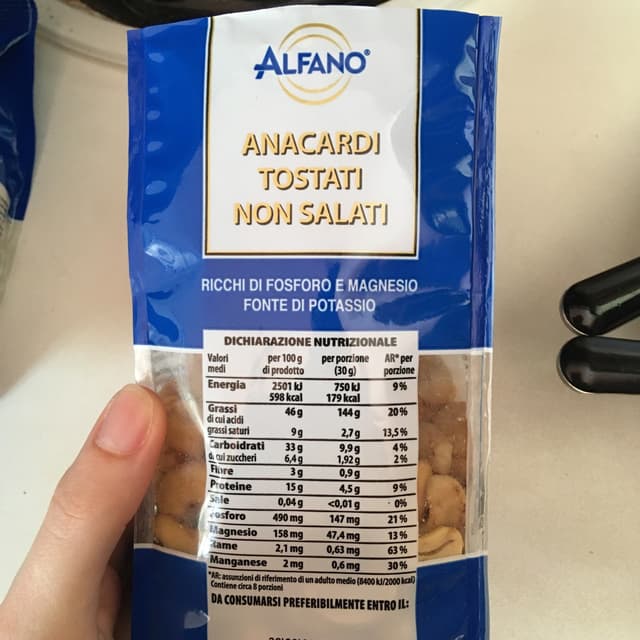 ALFANO®
ANACARDI
TOSTATI
NON SALATI
RICCHI DI FOSFORO E MAGNESIO
FONTE DI POTASSIO
DICHIARAZIONE NUTRIZIONALE
Valori medi per 100 g di prodotto per porzione (30 g) AR* per porzione
Energia 2501 kJ 750 kJ 9%
598 kcal 179 kcal
Grassi 46 g 144 g 20%
di cui acidi
grassi saturi 9 g 2,7 g 13,5%
Carboidrati 33 g 9,9 g 4%
di cui zuccheri 6,4 g 1,92 g 2%
Fibre 3 g 0,9 g
Proteine 15 g 4,5 g 9%
Sale 0,04 g <0,01 g 0%
Fosforo 490 mg 147 mg 21%
Magnesio 158 mg 47,4 mg 13%
Rame 2,1 mg 0,63 mg 63%
Manganese 2 mg 0,6 mg 30%
*AR: assunzioni di riferimento di un adulto medio (8400 kJ/2000 kcal)
Contiene circa 8 porzioni
DA CONSUMARSI PREFERIBILMENTE ENTRO IL: